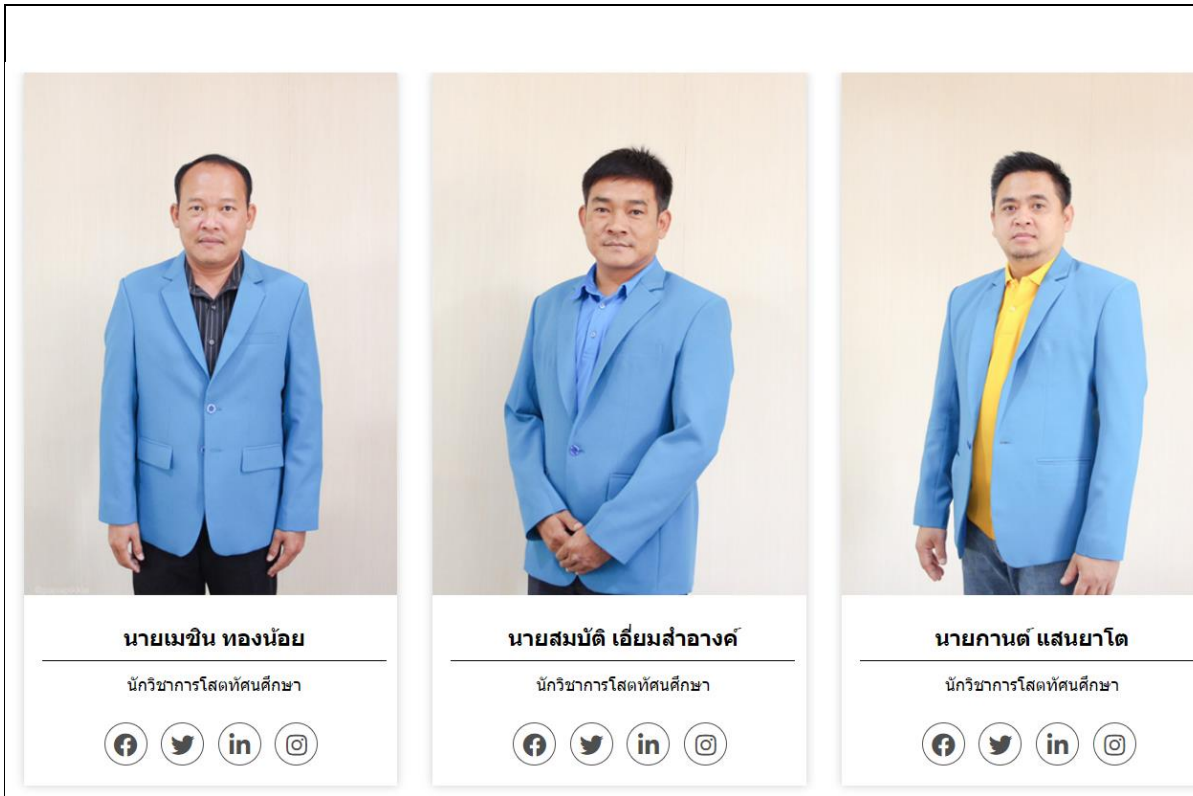 นายเมชิน ทองน้อย
นักวิชาการโสตทัศนศึกษา
นายสมบัติ เอี่ยมสำอางค์
นักวิชาการโสตทัศนศึกษา
นายกานต์ แสนยาโต
นักวิชาการโสตทัศนศึกษา